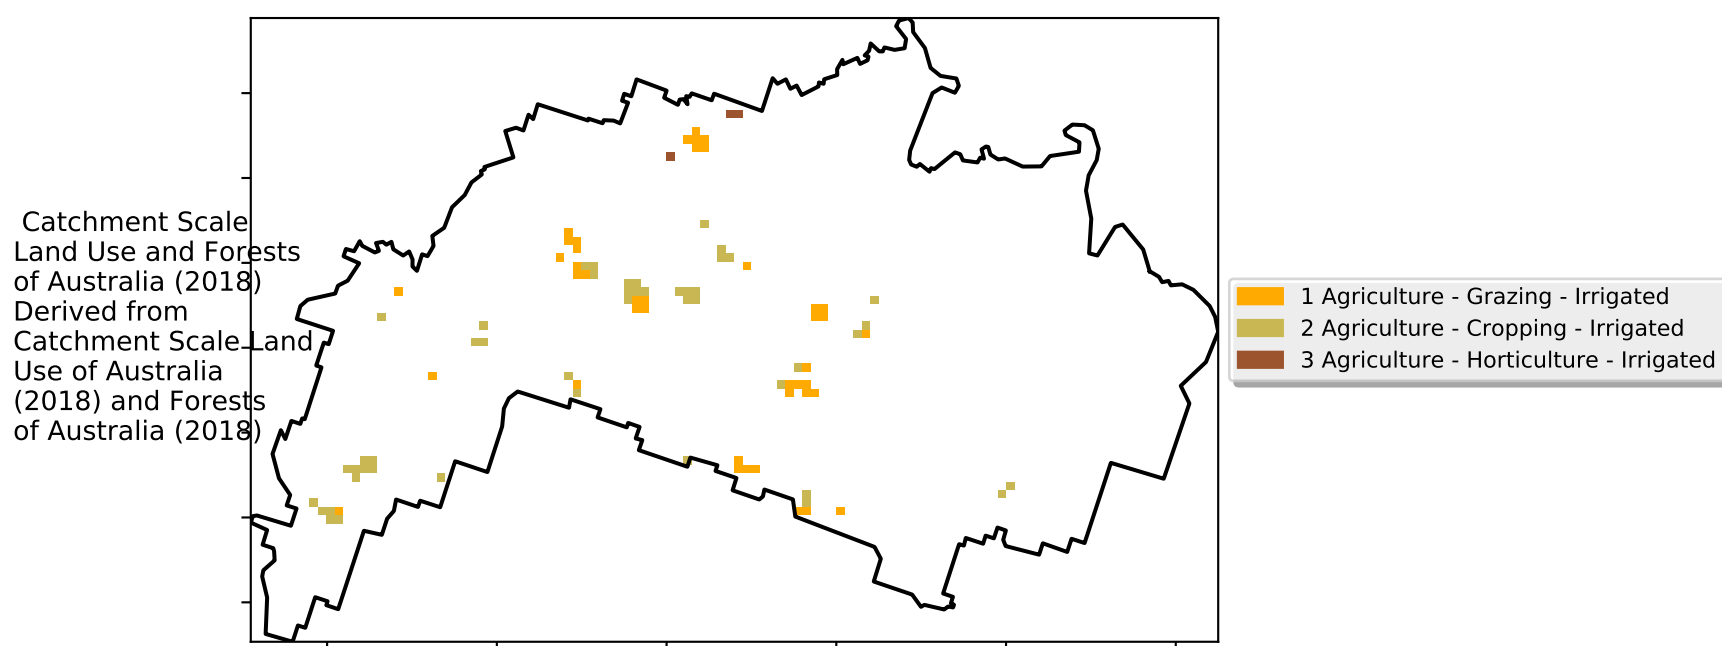 Catchment Scale
Land Use and Forests
of Australia (2018)
Derived from
Catchment Scale Land
Use of Australia
(2018) and Forests
of Australia (2018)
1 Agriculture - Grazing - Irrigated
2 Agriculture - Cropping - Irrigated
3 Agriculture - Horticulture - Irrigated